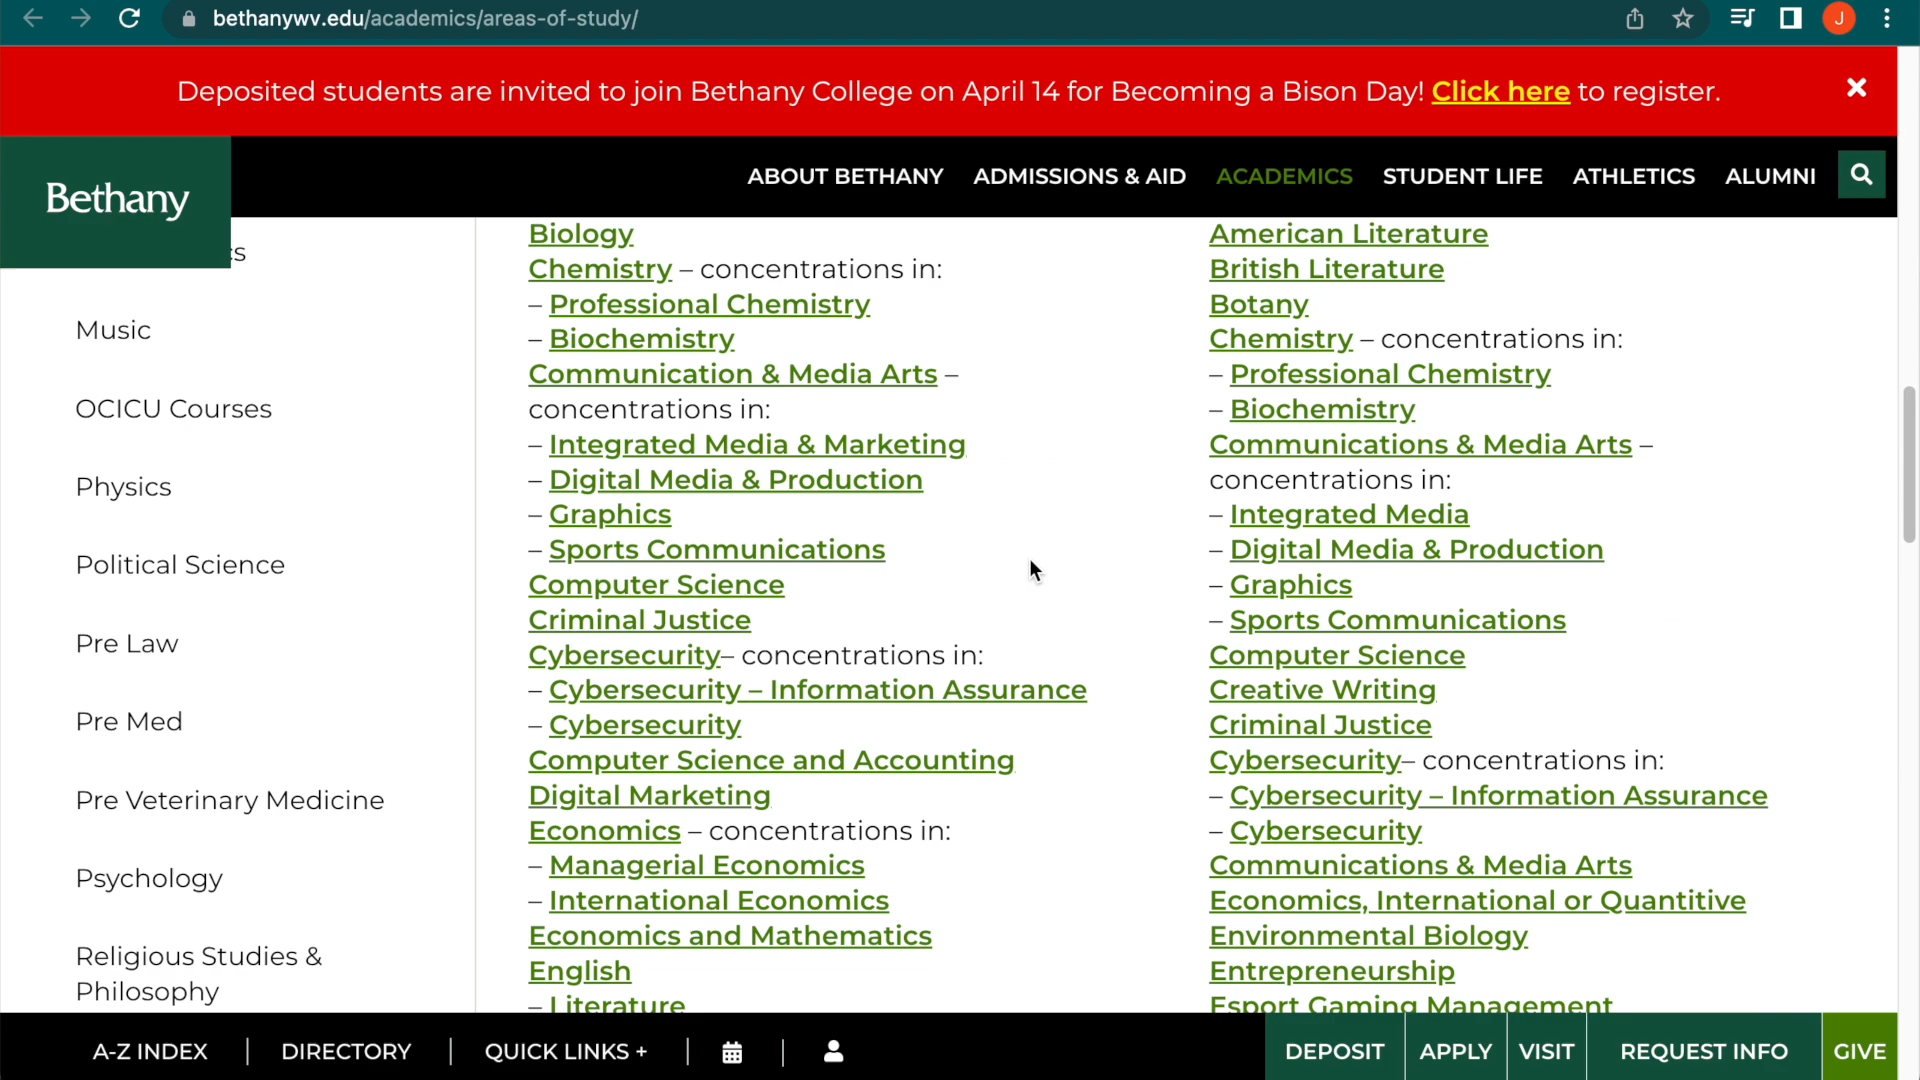 bethanywv.edu/academics/areas-of-study/
J
Deposited students are invited to join Bethany College on April 14 for Becoming a Bison Day! Click here to register.
Bethany
ABOUT BETHANY
ADMISSIONS & AID
ACADEMICS
STUDENT LIFE
ATHLETICS
ALUMNI
Music
OCICU Courses
Physics
Political Science
Pre Law
Pre Med
Pre Veterinary Medicine
Psychology
Religious Studies &
Philosophy
Biology
Chemistry – concentrations in:
– Professional Chemistry
– Biochemistry
Communication & Media Arts –
concentrations in:
– Integrated Media & Marketing
– Digital Media & Production
– Graphics
– Sports Communications
Computer Science
Criminal Justice
Cybersecurity– concentrations in:
– Cybersecurity – Information Assurance
– Cybersecurity
Computer Science and Accounting
Digital Marketing
Economics – concentrations in:
– Managerial Economics
– International Economics
Economics and Mathematics
English
– Literature
American Literature
British Literature
Botany
Chemistry – concentrations in:
– Professional Chemistry
– Biochemistry
Communications & Media Arts –
concentrations in:
– Integrated Media
– Digital Media & Production
– Graphics
– Sports Communications
Computer Science
Creative Writing
Criminal Justice
Cybersecurity– concentrations in:
– Cybersecurity – Information Assurance
– Cybersecurity
Communications & Media Arts
Economics, International or Quantitive
Environmental Biology
Entrepreneurship
Esport Gaming Management
A-Z INDEX
DIRECTORY
QUICK LINKS +
DEPOSIT
APPLY
VISIT
REQUEST INFO
GIVE